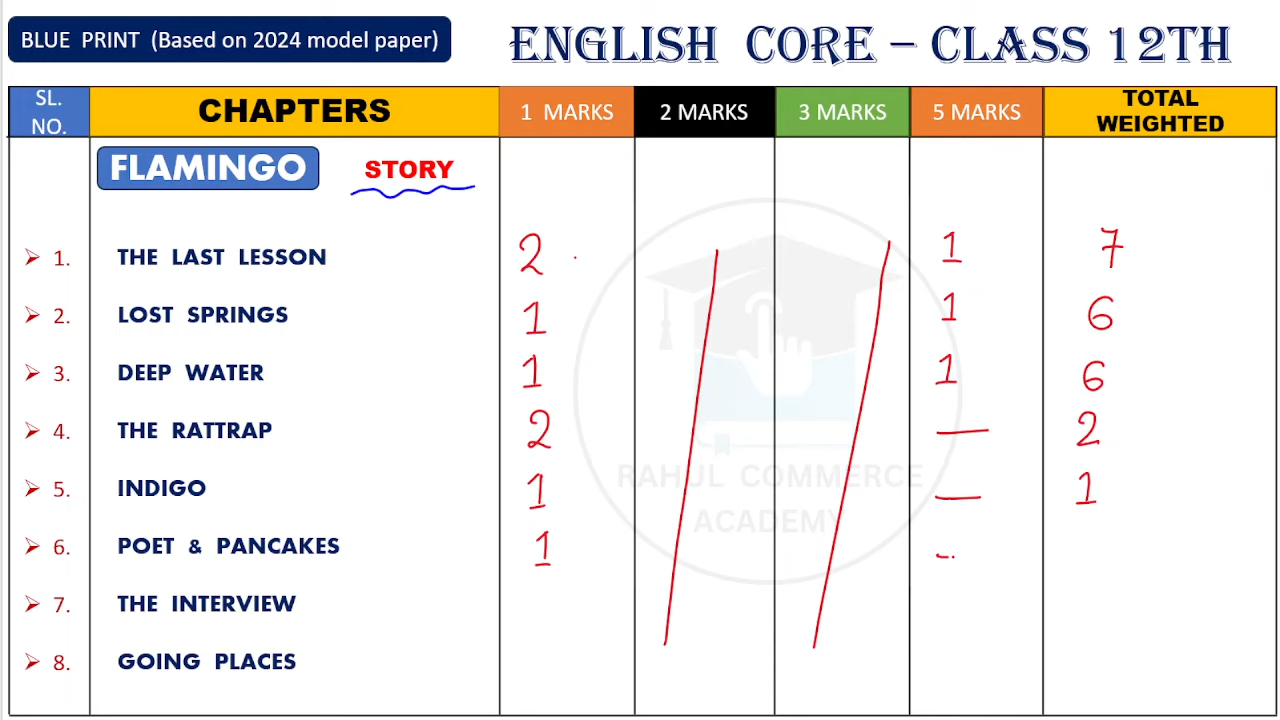 BLUE PRINT (Based on 2024 model paper)
ENGLISH CORE – CLASS 12TH
SL. NO. CHAPTERS 1 MARKS 2 MARKS 3 MARKS 5 MARKS TOTAL WEIGHTED
FLAMINGO STORY
1. THE LAST LESSON 2 1 7
2. LOST SPRINGS 1 1 6
3. DEEP WATER 1 1 6
4. THE RATTRAP 2 — 2
5. INDIGO 1 — 1
6. POET & PANCAKES 1
7. THE INTERVIEW
8. GOING PLACES
RAHUL COMMERCE
ACADEMY